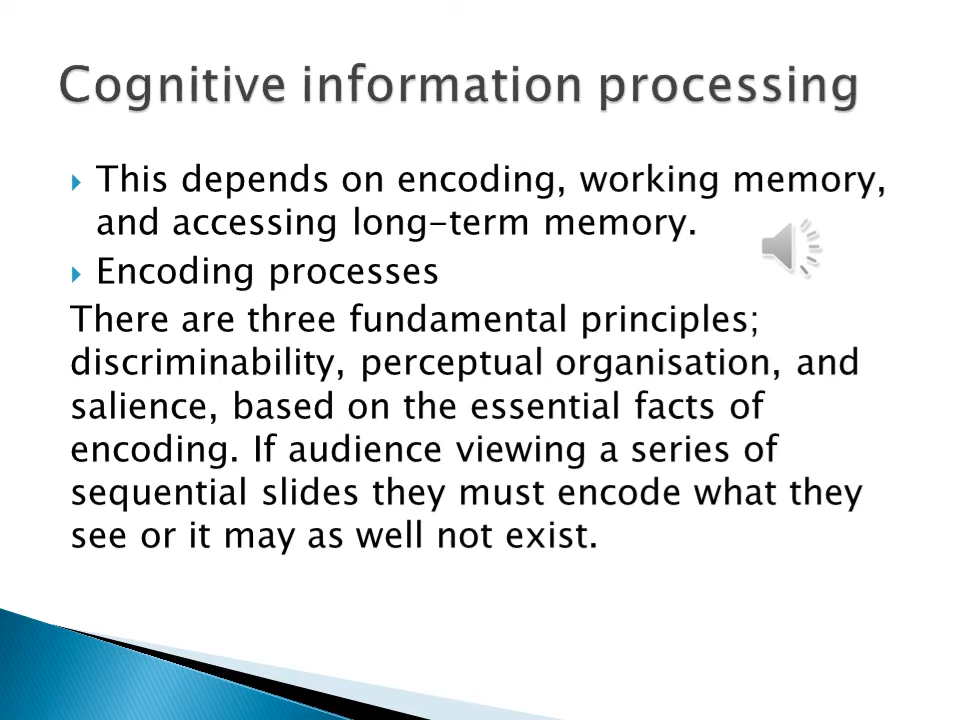 Cognitive information processing
This depends on encoding, working memory,
and accessing long-term memory.
Encoding processes
There are three fundamental principles;
discriminability, perceptual organisation, and
salience, based on the essential facts of
encoding. If audience viewing a series of
sequential slides they must encode what they
see or it may as well not exist.